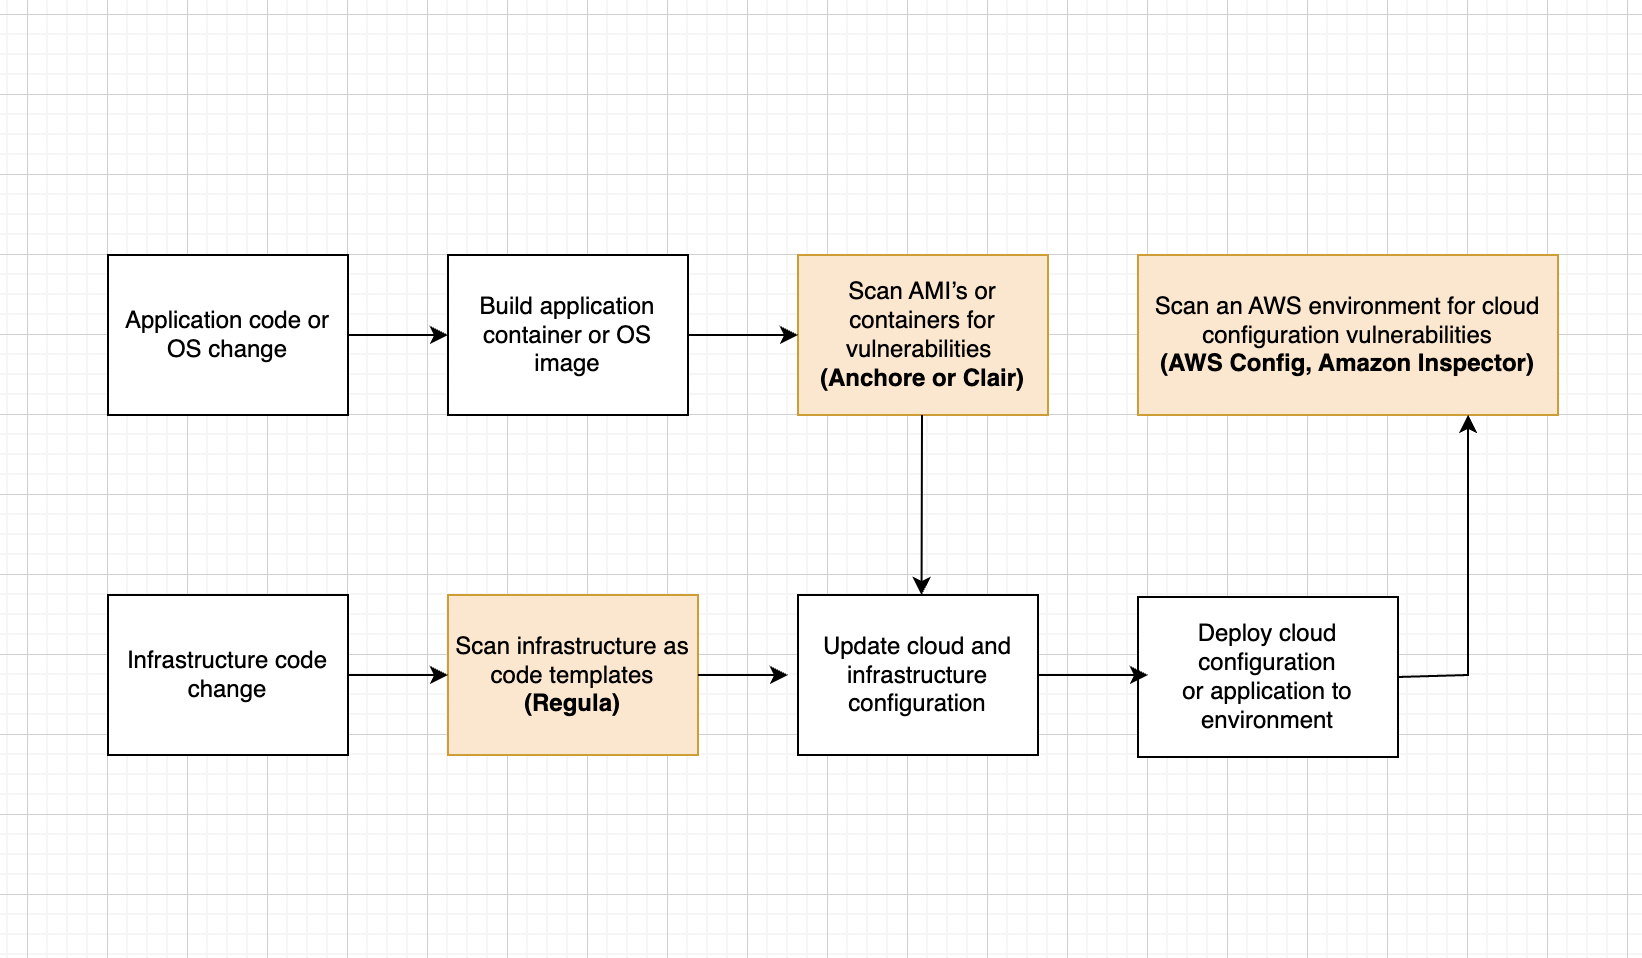 Application code or
OS change
Build application
container or OS
image
Scan AMI’s or
containers for
vulnerabilities
(Anchore or Clair)
Scan an AWS environment for cloud
configuration vulnerabilities
(AWS Config, Amazon Inspector)
Infrastructure code
change
Scan infrastructure as
code templates
(Regula)
Update cloud and
infrastructure
configuration
Deploy cloud
configuration
or application to
environment